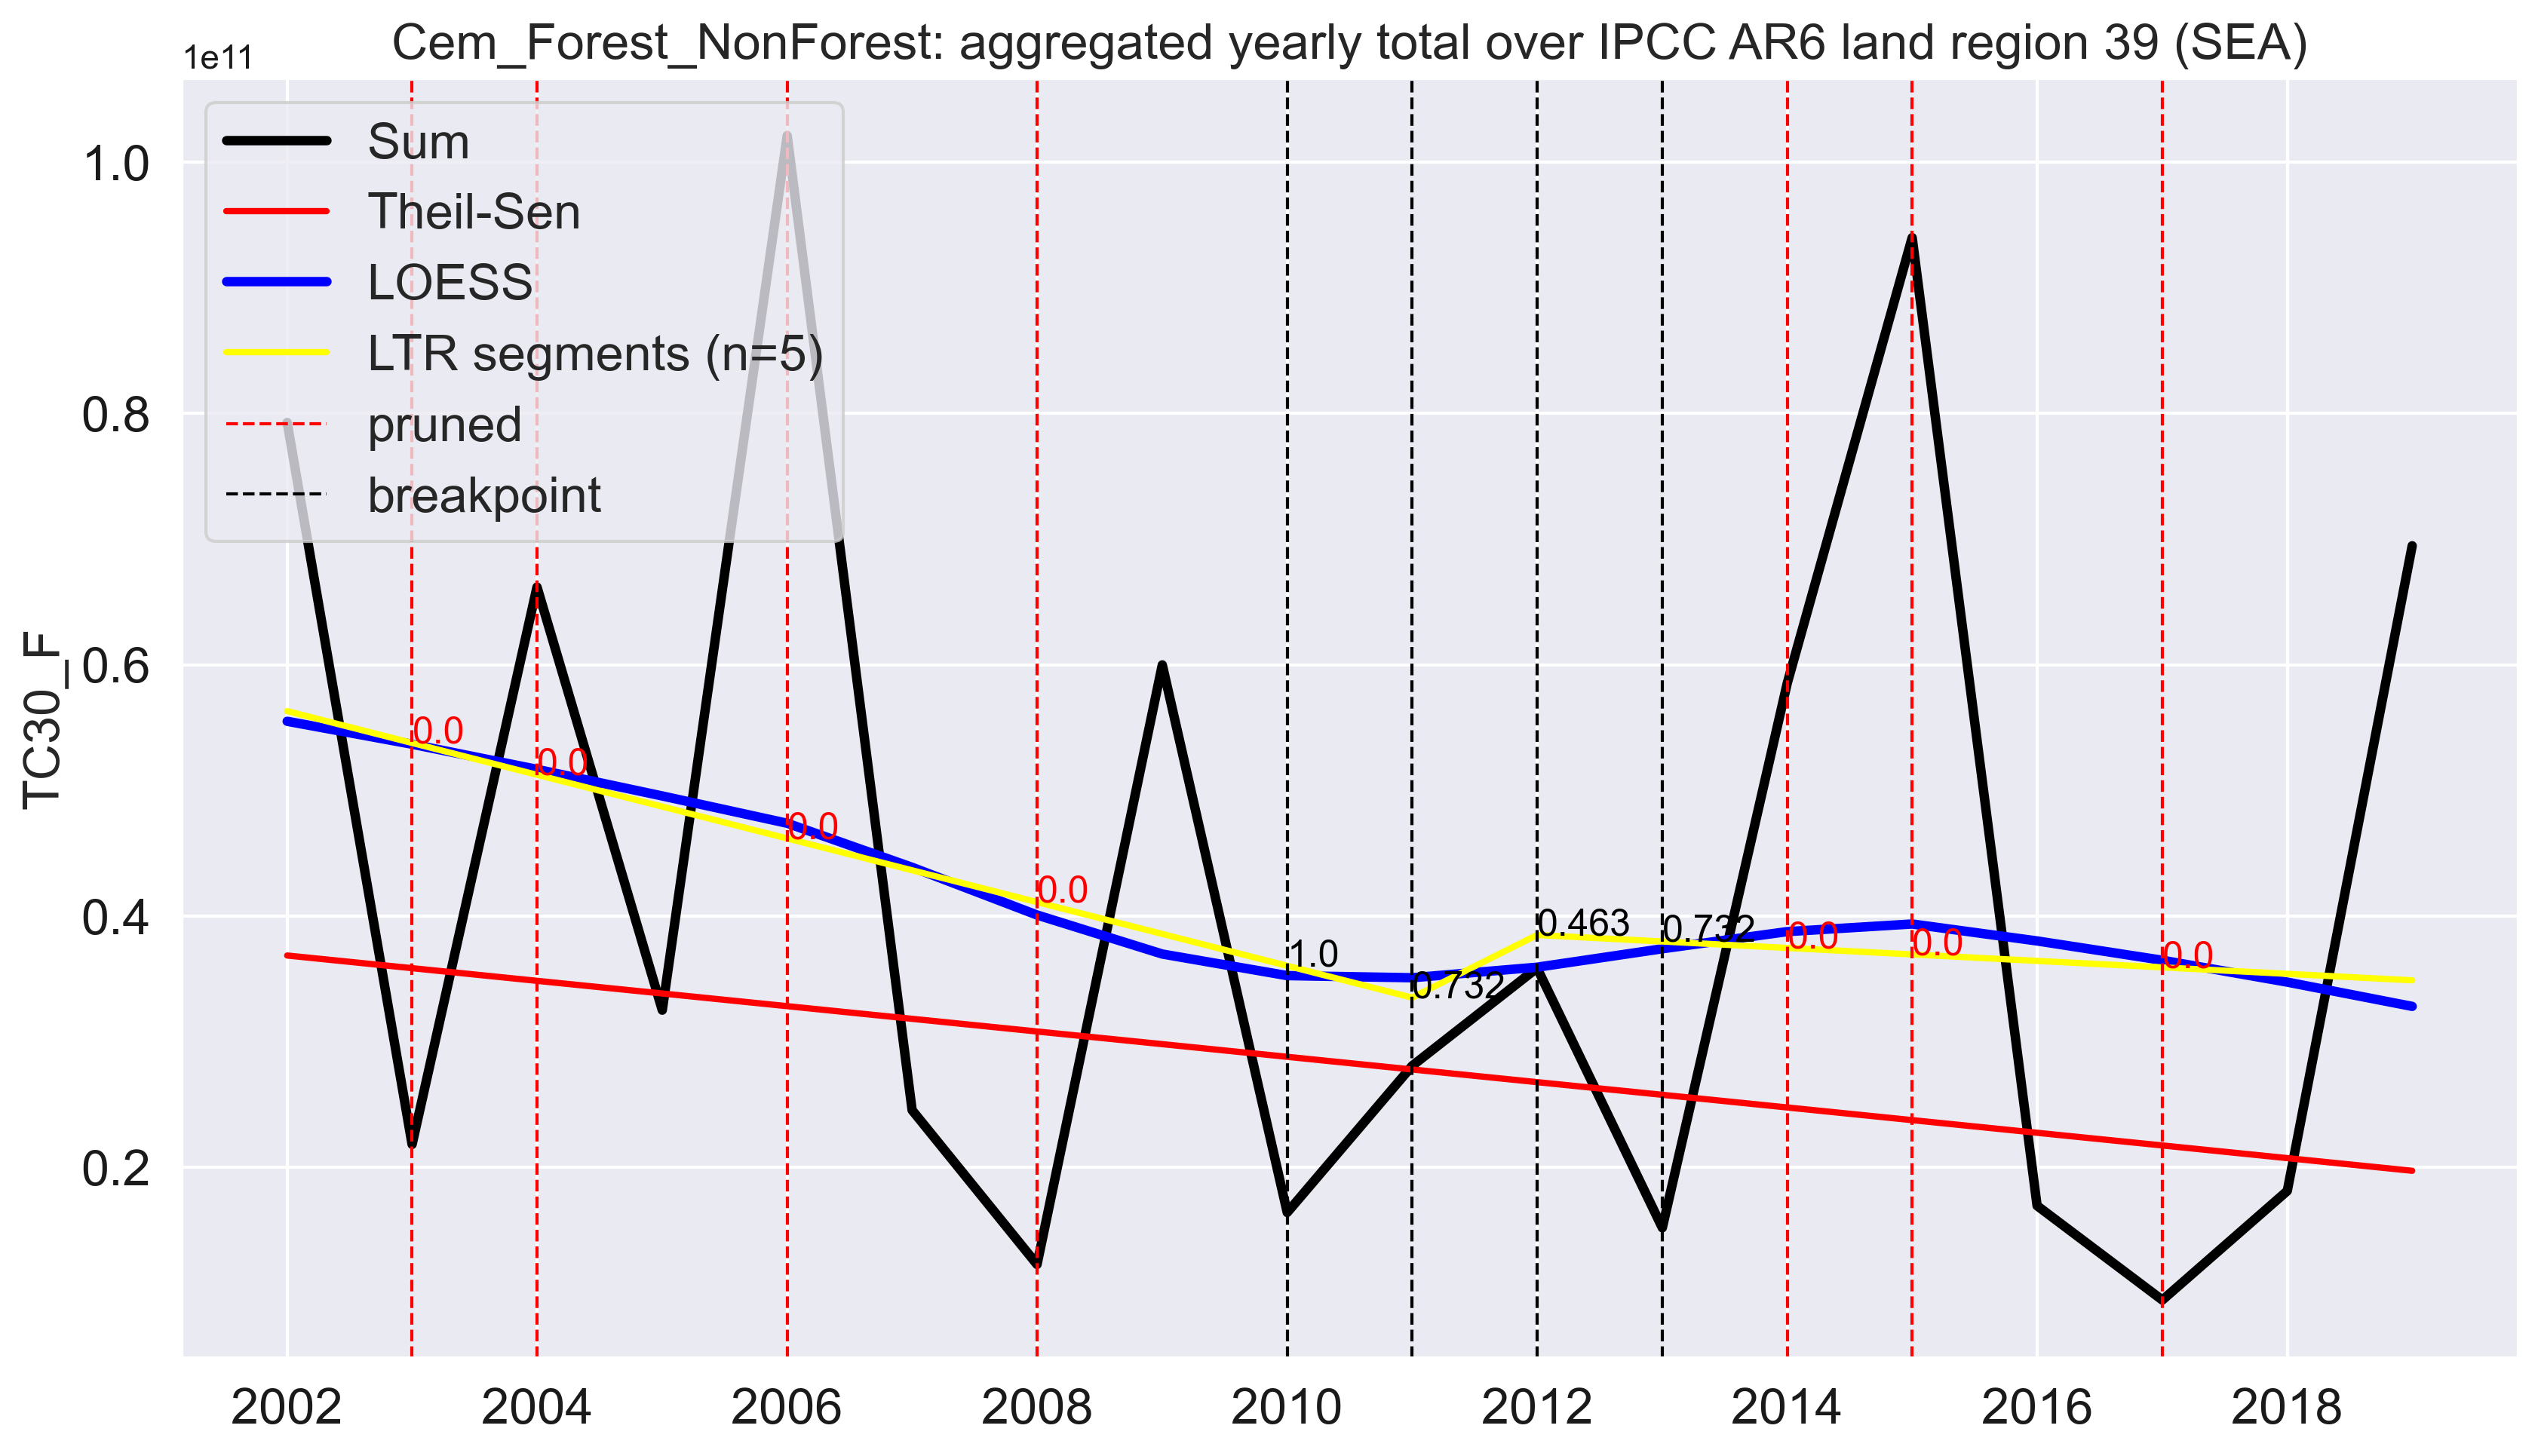 Cem_Forest_NonForest: aggregated yearly total over IPCC AR6 land region 39 (SEA)
1e11
Sum
Theil-Sen
LOESS
LTR segments (n=5)
pruned
breakpoint
TC30_F
1.0
0.8
0.6
0.4
0.2
0.0
0.0
0.0
0.0
1.0
0.732
0.463
0.732
0.0
0.0
0.0
2002
2004
2006
2008
2010
2012
2014
2016
2018